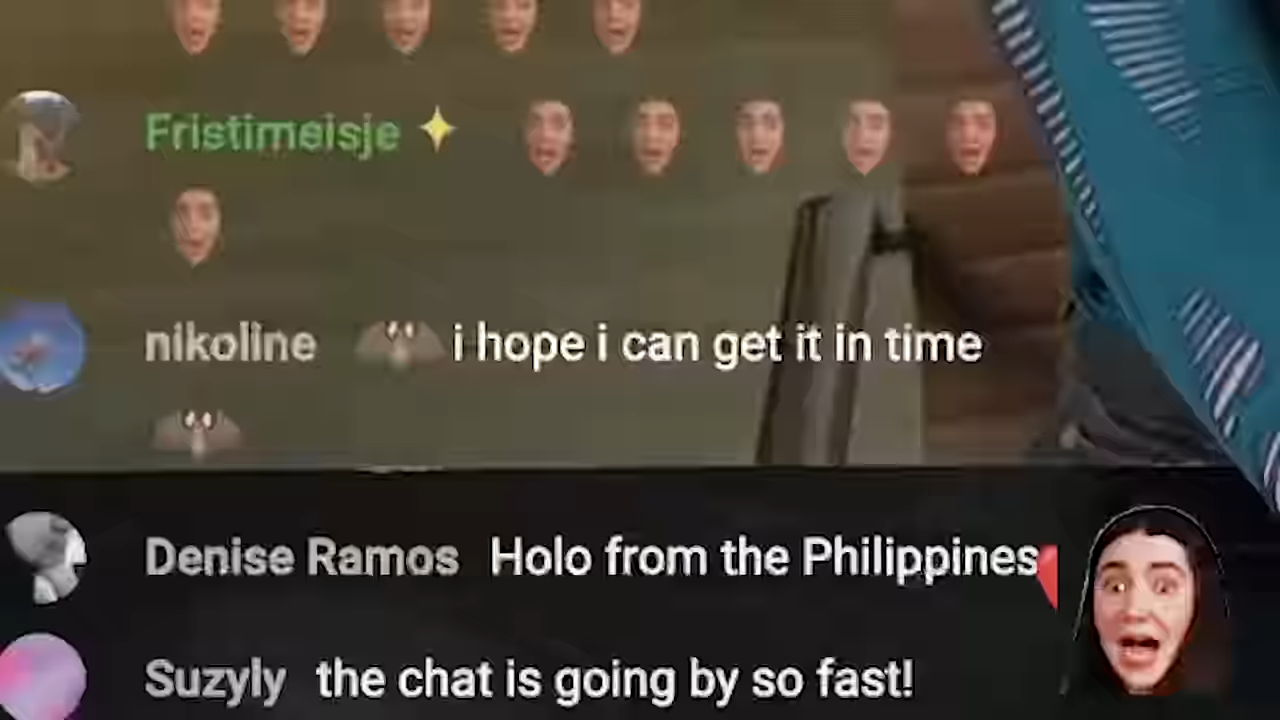 Fristimeisje
nikoline i hope i can get it in time
Denise Ramos Holo from the Philippines
Suzyly the chat is going by so fast!